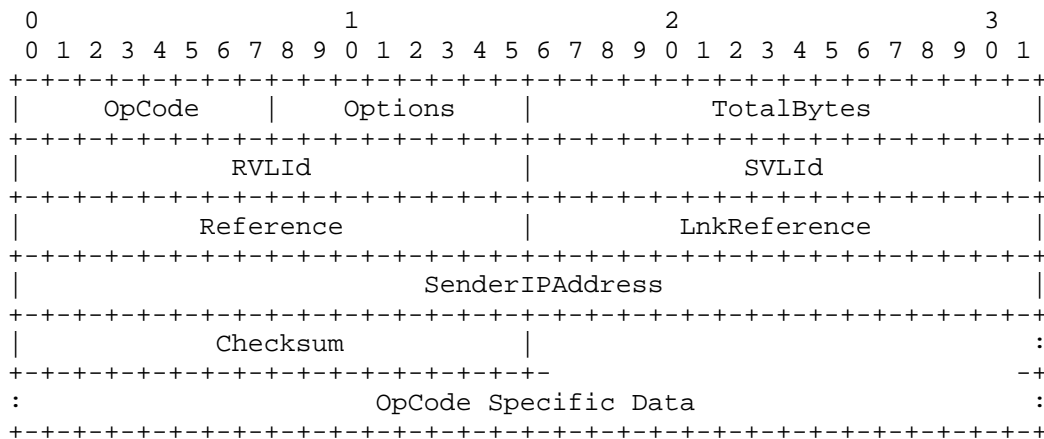 0                   1                   2                   3
 0 1 2 3 4 5 6 7 8 9 0 1 2 3 4 5 6 7 8 9 0 1 2 3 4 5 6 7 8 9 0 1
+-+-+-+-+-+-+-+-+-+-+-+-+-+-+-+-+-+-+-+-+-+-+-+-+-+-+-+-+-+-+-+-+
|     OpCode    |    Options    |           TotalBytes          |
+-+-+-+-+-+-+-+-+-+-+-+-+-+-+-+-+-+-+-+-+-+-+-+-+-+-+-+-+-+-+-+-+
|             RVLId             |             SVLId             |
+-+-+-+-+-+-+-+-+-+-+-+-+-+-+-+-+-+-+-+-+-+-+-+-+-+-+-+-+-+-+-+-+
|           Reference           |         LnkReference          |
+-+-+-+-+-+-+-+-+-+-+-+-+-+-+-+-+-+-+-+-+-+-+-+-+-+-+-+-+-+-+-+-+
|                         SenderIPAddress                       |
+-+-+-+-+-+-+-+-+-+-+-+-+-+-+-+-+-+-+-+-+-+-+-+-+-+-+-+-+-+-+-+-+
|            Checksum           |                               :
+-+-+-+-+-+-+-+-+-+-+-+-+-+-+-+-+-                             -+
:                      OpCode Specific Data                     :
+-+-+-+-+-+-+-+-+-+-+-+-+-+-+-+-+-+-+-+-+-+-+-+-+-+-+-+-+-+-+-+-+